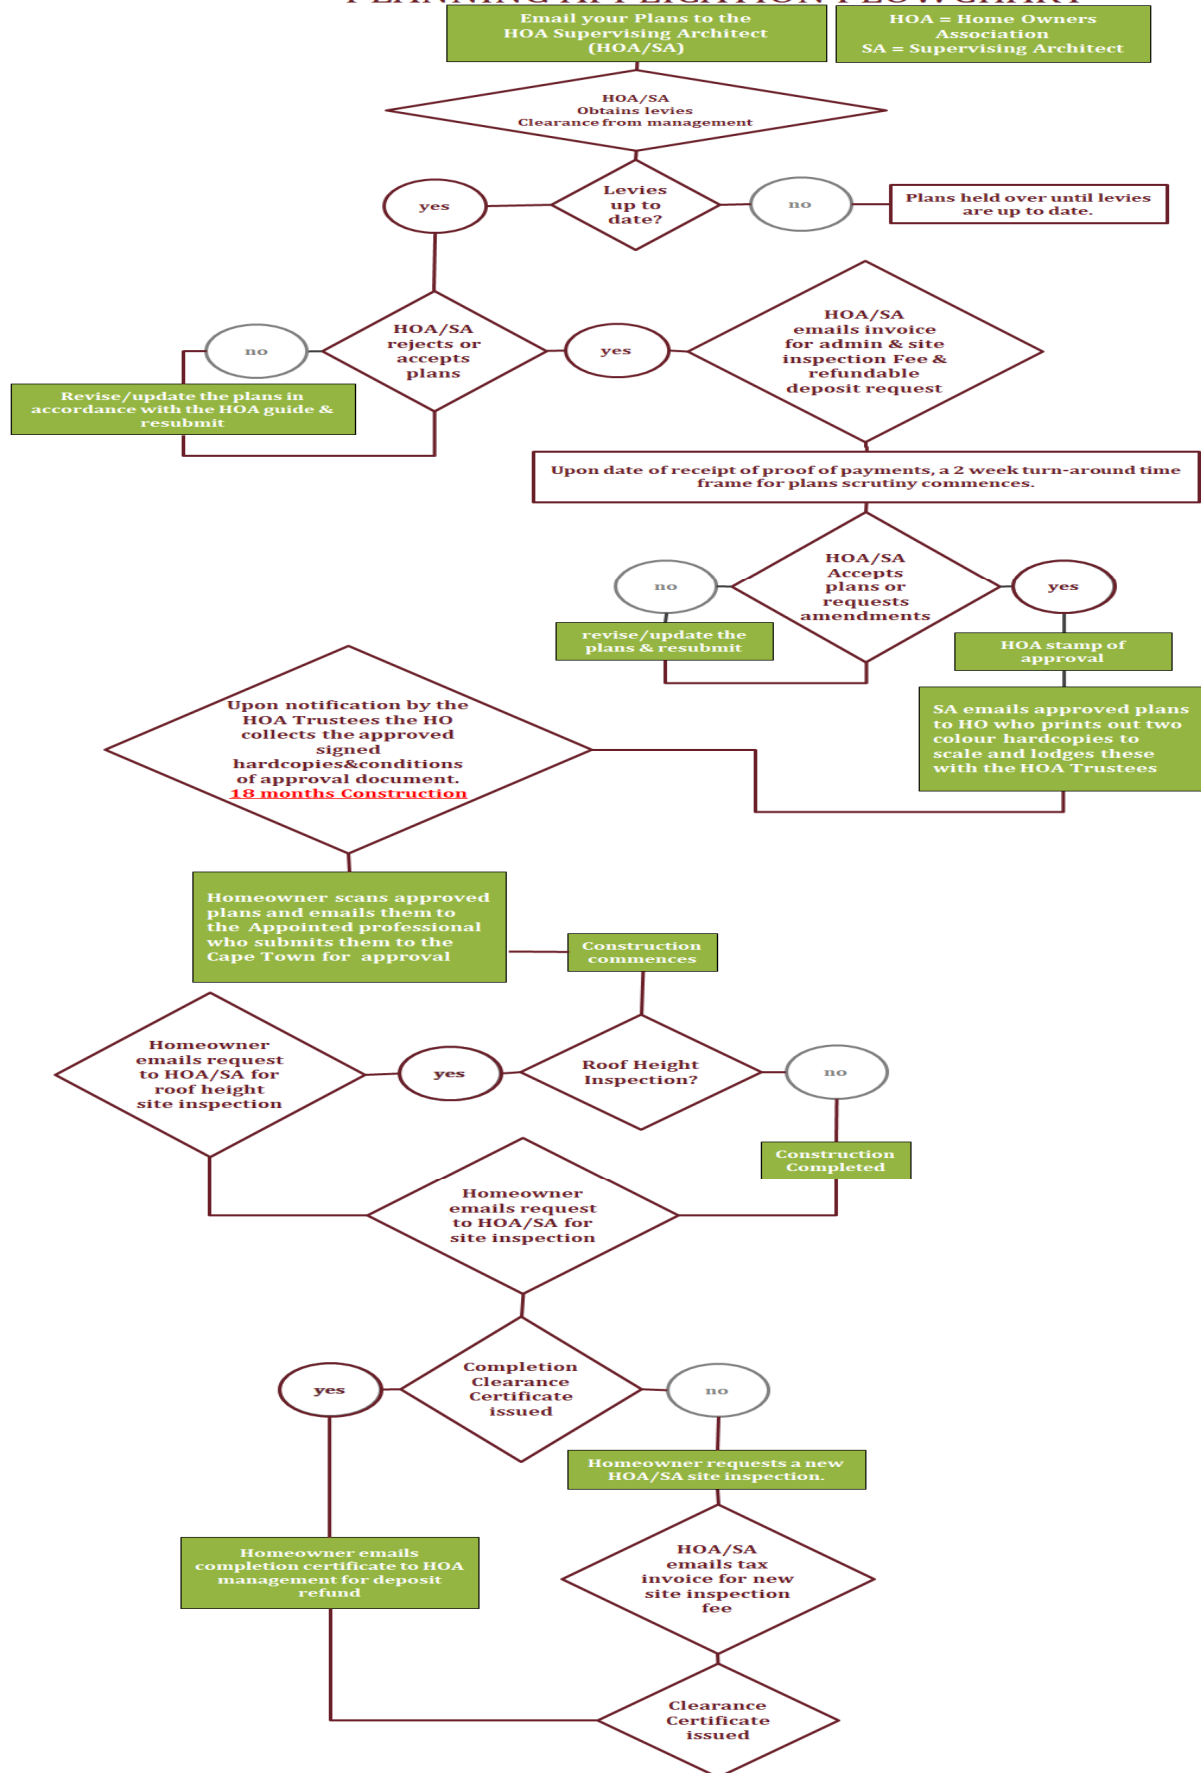 PLANNING APPLICATION FLOWCHART
Email your Plans to the
HOA Supervising Architect
(HOA/SA)
HOA = Home Owners
Association
SA = Supervising Architect
HOA/SA
Obtains levies
Clearance from management
Levies
up to
date?
yes
no
Plans held over until levies
are up to date.
HOA/SA
rejects or
accepts
plans
no
yes
HOA/SA
emails invoice
for admin & site
inspection Fee &
refundable
deposit request
Revise/update the plans in
accordance with the HOA guide &
resubmit
Upon date of receipt of proof of payments, a 2 week turn-around time
frame for plans scrutiny commences.
HOA/SA
Accepts
plans or
requests
amendments
no
yes
revise/update the
plans & resubmit
HOA stamp of
approval
SA emails approved plans
to HO who prints out two
colour hardcopies to
scale and lodges these
with the HOA Trustees
Upon notification by the
HOA Trustees the HO
collects the approved
signed
hardcopies&conditions
of approval document.
18 months Construction
Homeowner scans approved
plans and emails them to
the Appointed professional
who submits them to the
Cape Town for approval
Construction
commences
Homeowner
emails request
to HOA/SA for
roof height
site inspection
yes
Roof Height
Inspection?
no
Construction
Completed
Homeowner
emails request
to HOA/SA for
site inspection
Completion
Clearance
Certificate
issued
yes
no
Homeowner requests a new
HOA/SA site inspection.
Homeowner emails
completion certificate to HOA
management for deposit
refund
HOA/SA
emails tax
invoice for new
site inspection
fee
Clearance
Certificate
issued